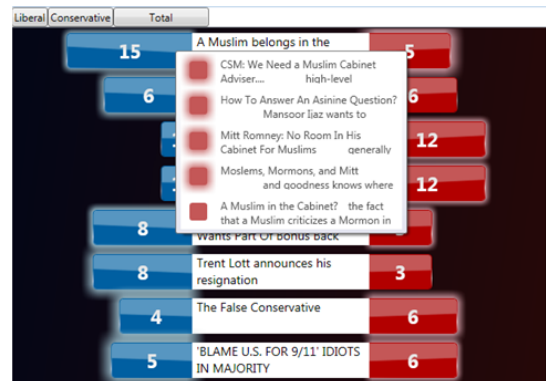 Liberal Conservative Total
15 A Muslim belongs in the 5
CSM: We Need a Muslim Cabinet
Adviser.... high-level
6 How To Answer An Asinine Question? 6
Mansoor Ijaz wants to
Mitt Romney: No Room In His 12
Cabinet For Muslims generally
Moslems, Mormons, and Mitt 12
and goodness knows where
A Muslim in the Cabinet? the fact
that a Muslim criticizes a Mormon in
8 Wants Part Of Bonus Back
8 Trent Lott announces his 3
resignation
4 The False Conservative 6
5 'BLAME U.S. FOR 9/11' IDIOTS 6
IN MAJORITY